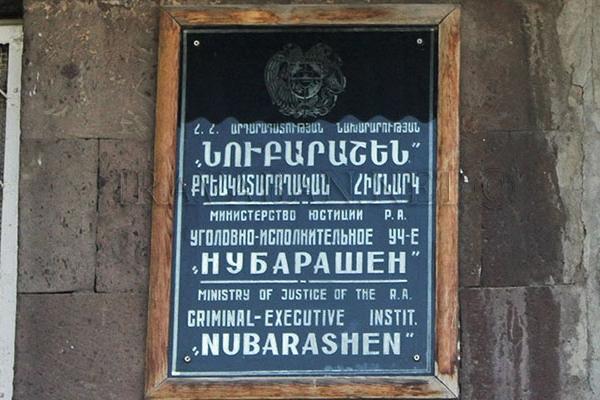 Հ. Հ. ԱՐԴԱՐԱԴԱՏՈՒԹՅԱՆ ՆԱԽԱՐԱՐՈՒԹՅԱՆ
„ՆՈՒԲԱՐԱՇԵՆ”
ՔՐԵԱԿԱՏԱՐՈՂԱԿԱՆ ՀԻՄՆԱՐԿ
МИНИСТЕРСТВО ЮСТИЦИИ Р.А.
УГОЛОВНО-ИСПОЛНИТЕЛЬНОЕ УЧ-Е
„НУБАРАШЕН”
MINISTRY OF JUSTICE OF THE R.A.
CRIMINAL-EXECUTIVE INSTIT.
„NUBARASHEN”